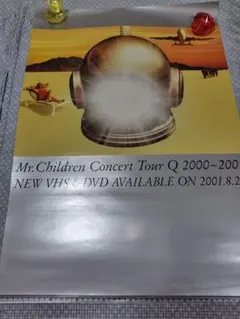 Mr. Children Concert Tour Q 2000~200
NEW VHS & DVD AVAILABLE ON 2001.8.2